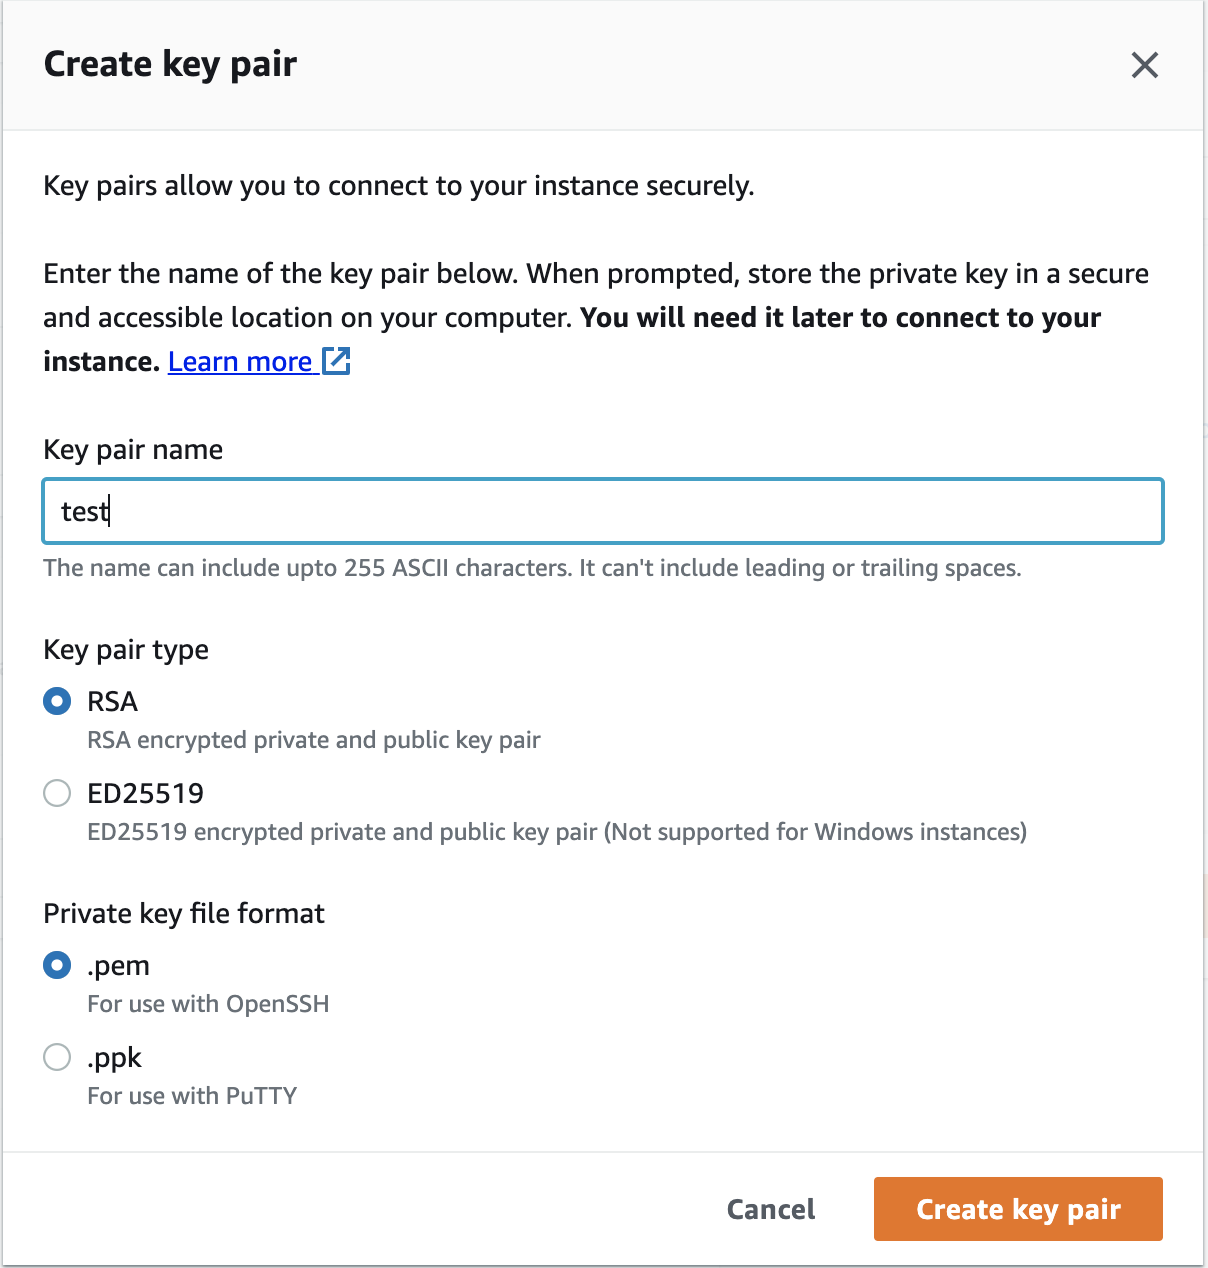 Create key pair
Key pairs allow you to connect to your instance securely.
Enter the name of the key pair below. When prompted, store the private key in a secure
and accessible location on your computer. You will need it later to connect to your
instance. Learn more
Key pair name
test
The name can include upto 255 ASCII characters. It can't include leading or trailing spaces.
Key pair type
RSA
RSA encrypted private and public key pair
ED25519
ED25519 encrypted private and public key pair (Not supported for Windows instances)
Private key file format
.pem
For use with OpenSSH
.ppk
For use with PuTTY
Cancel
Create key pair